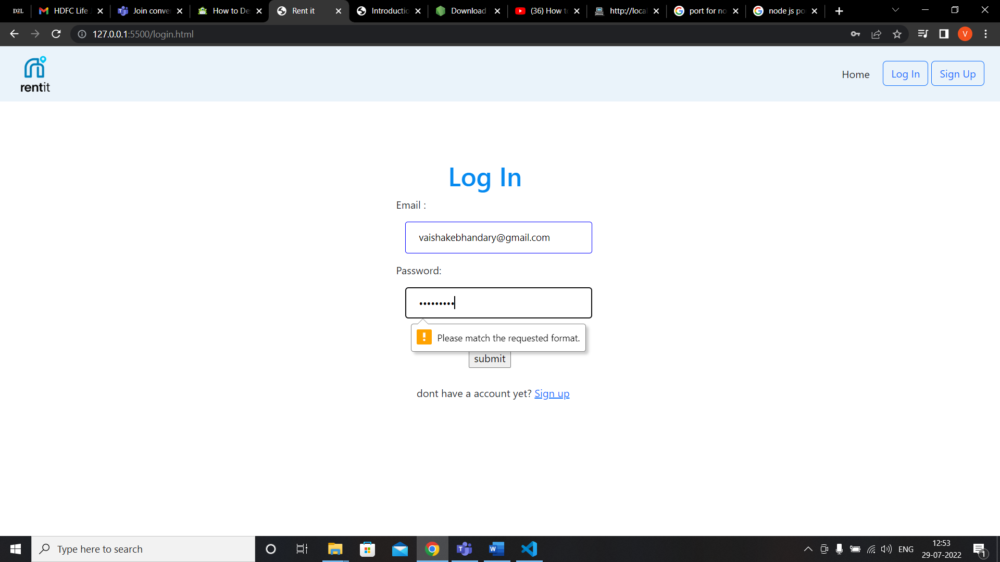 D2L
HDFC Life J
Join conver
How to De
Rent it
Introductio
Download
(36) How to
http://local
port for no
node js po
127.0.0.1:5500/login.html
V
rentit
Home
Log In
Sign Up
Log In
Email :
vaishakebhandary@gmail.com
Password:
Please match the requested format.
submit
dont have a account yet? Sign up
Type here to search
ENG
12:53
29-07-2022
1